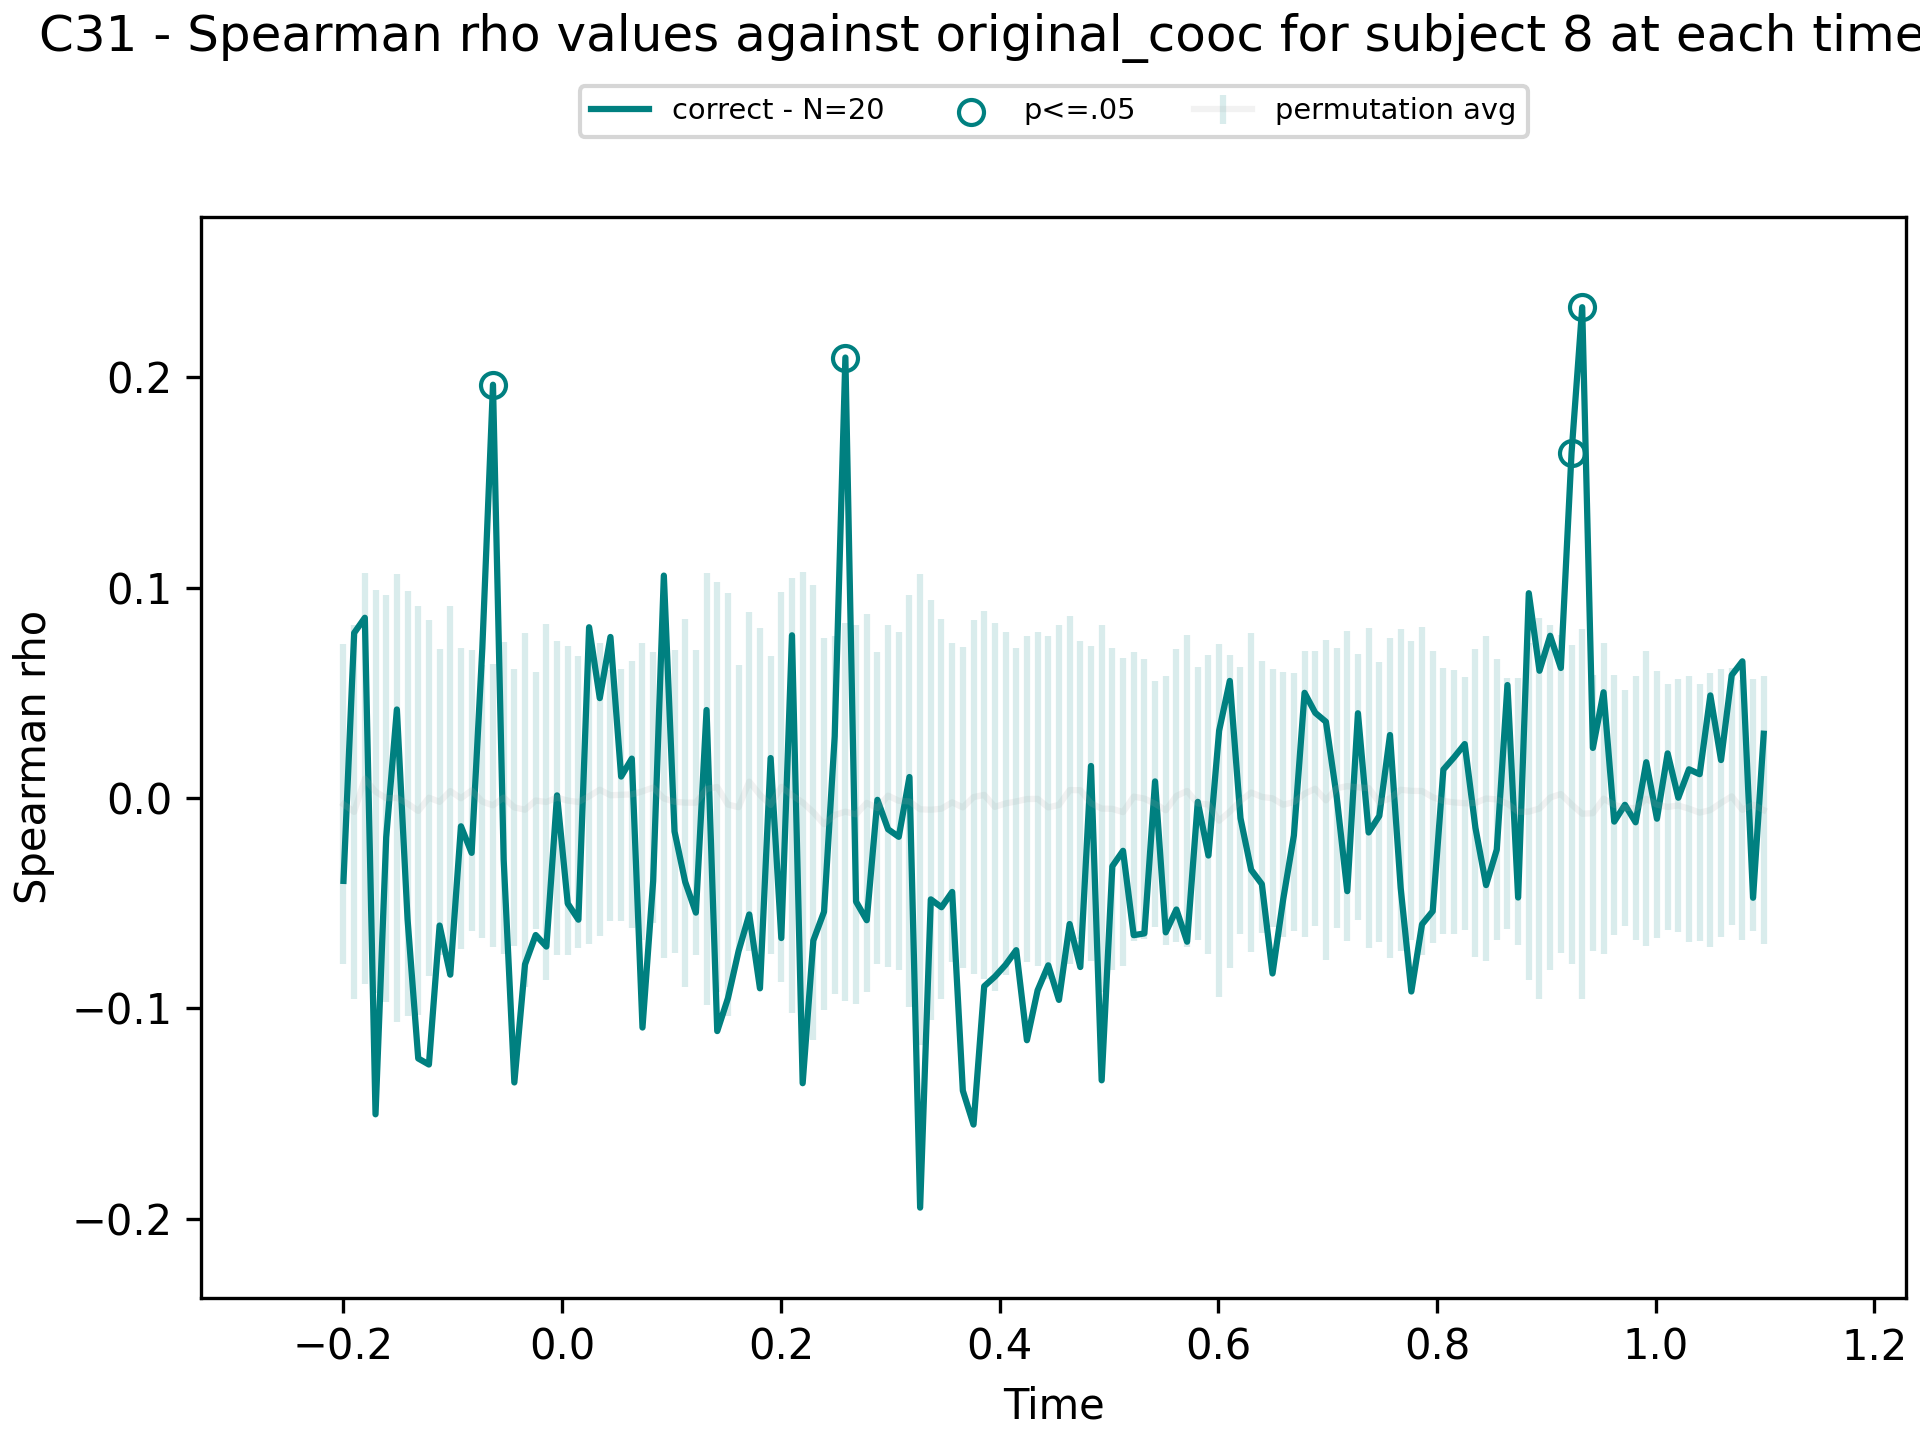 C31 - Spearman rho values against original_cooc for subject 8 at each time
correct - N=20 p<=.05 permutation avg
Spearman rho
0.2
0.1
0.0
−0.1
−0.2
−0.2 0.0 0.2 0.4 0.6 0.8 1.0 1.2
Time